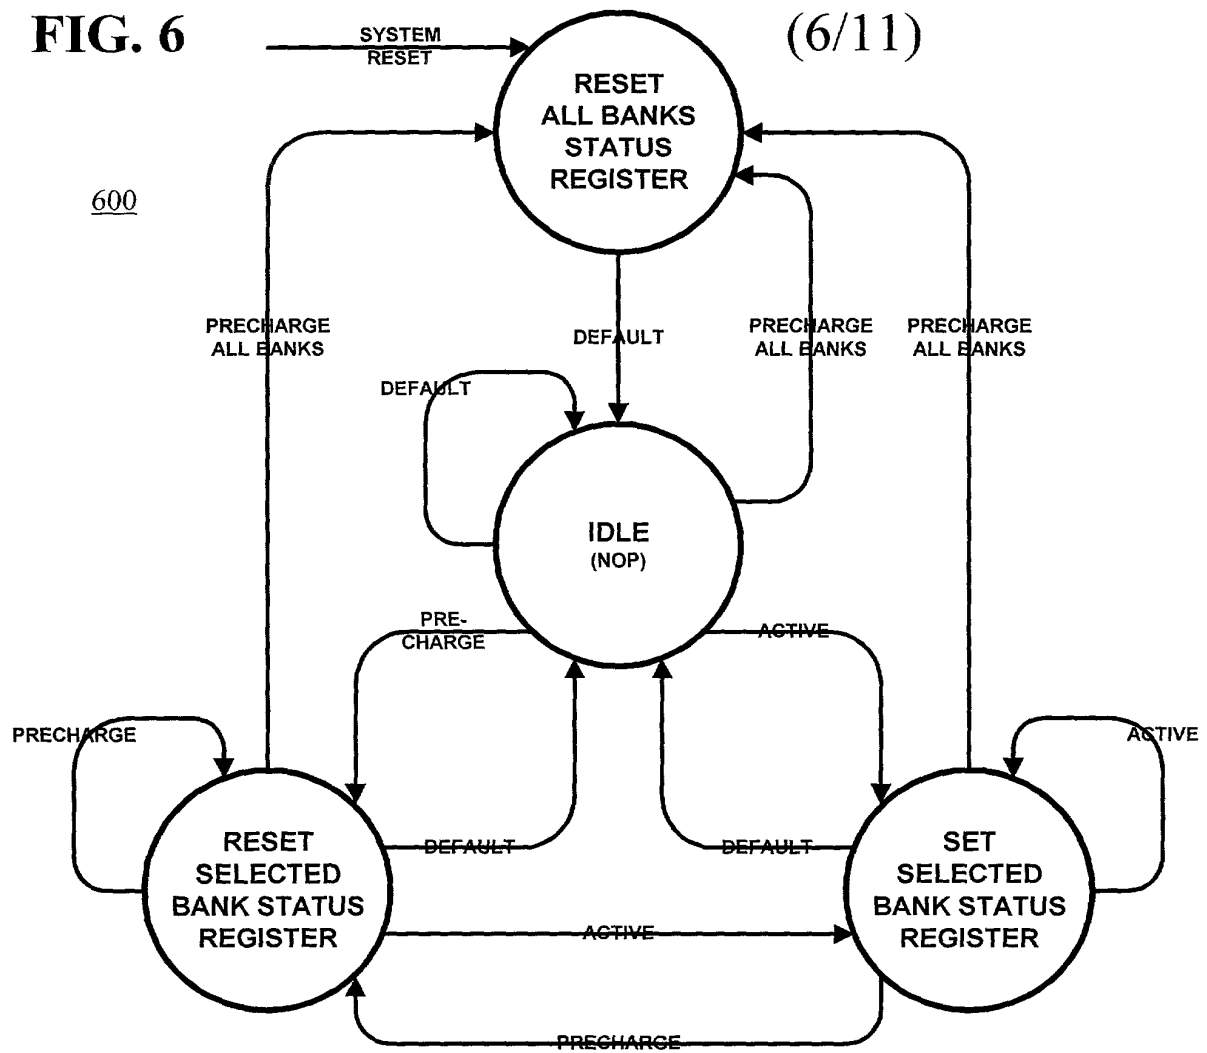 FIG. 6
(6/11)
SYSTEM
RESET
RESET
ALL BANKS
STATUS
REGISTER
600
PRECHARGE
ALL BANKS
DEFAULT
PRECHARGE
ALL BANKS
PRECHARGE
ALL BANKS
DEFAULT
IDLE
(NOP)
PRE-
CHARGE
ACTIVE
PRECHARGE
ACTIVE
RESET
SELECTED
BANK STATUS
REGISTER
DEFAULT
DEFAULT
SET
SELECTED
BANK STATUS
REGISTER
ACTIVE
PRECHARGE